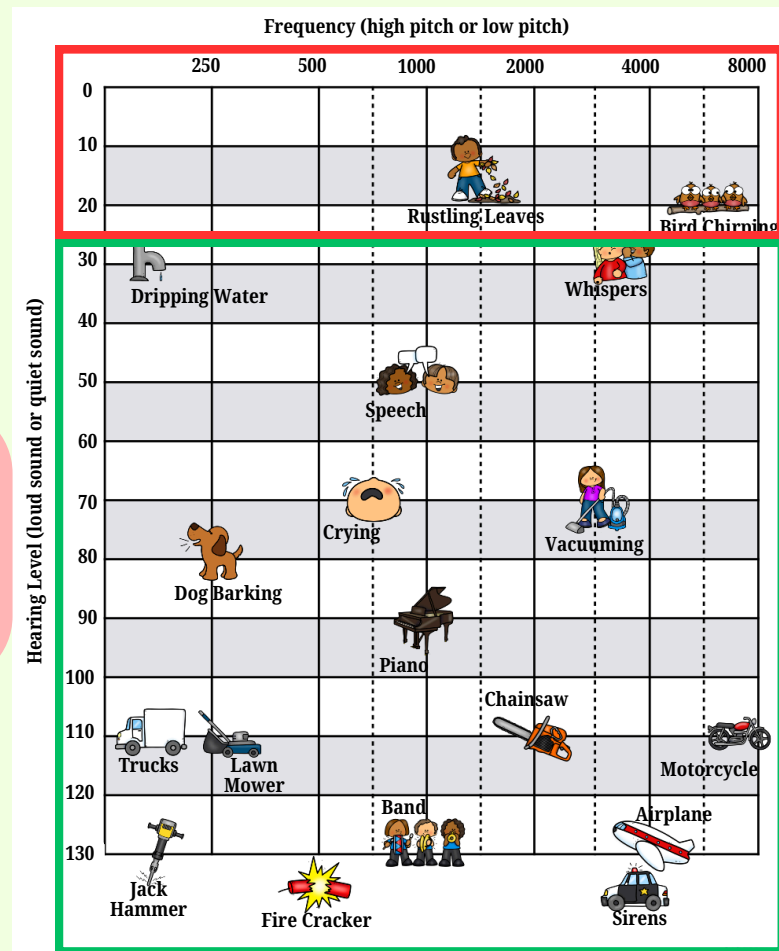 Frequency (high pitch or low pitch)
250 500 1000 2000 4000 8000
Hearing Level (loud sound or quiet sound)
0
10
20
Rustling Leaves
Bird Chirping
30
Dripping Water
Whispers
40
50
Speech
60
70
Crying
Vacuuming
80
Dog Barking
90
Piano
100
Chainsaw
110
Trucks
Lawn
Mower
Motorcycle
120
Band
Airplane
130
Jack
Hammer
Fire Cracker
Sirens